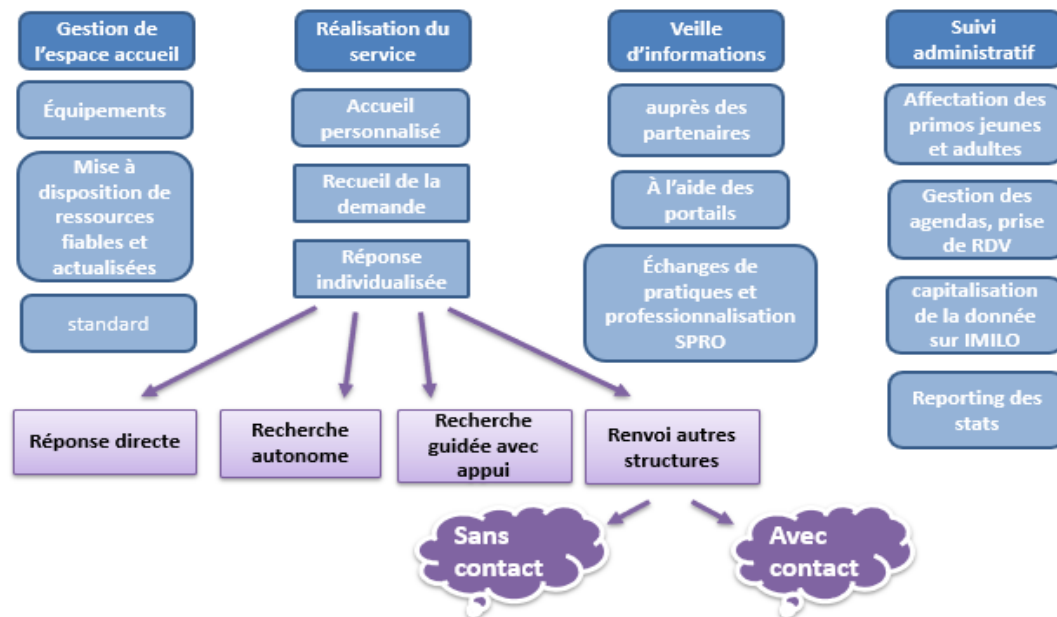 Gestion de
l'espace accueil
Équipements
Mise à
disposition de
ressources
fiables et
actualisées
standard
Réalisation du
service
Accueil
personnalisé
Recueil de la
demande
Réponse
individualisée
Veille
d'informations
auprès des
partenaires
À l'aide des
portails
Échanges de
pratiques et
professionnalisation
SPRO
Suivi
administratif
Affectation des
primos jeunes
et adultes
Gestion des
agendas, prise
de RDV
capitalisation
de la donnée
sur IMILO
Reporting des
stats
Réponse directe
Recherche
autonome
Recherche
guidée avec
appui
Renvoi autres
structures
Sans
contact
Avec
contact